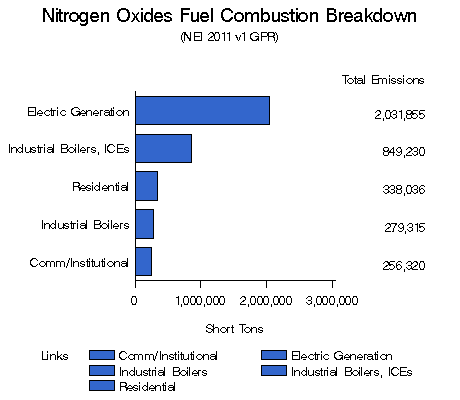 Nitrogen Oxides Fuel Combustion Breakdown
(NEI 2011 v1 GPR)
Total Emissions
Electric Generation 2,031,855
Industrial Boilers, ICEs 849,230
Residential 338,036
Industrial Boilers 279,315
Comm/Institutional 256,320
0 1,000,000 2,000,000 3,000,000
Short Tons
Links Comm/Institutional Electric Generation
Industrial Boilers Industrial Boilers, ICEs
Residential